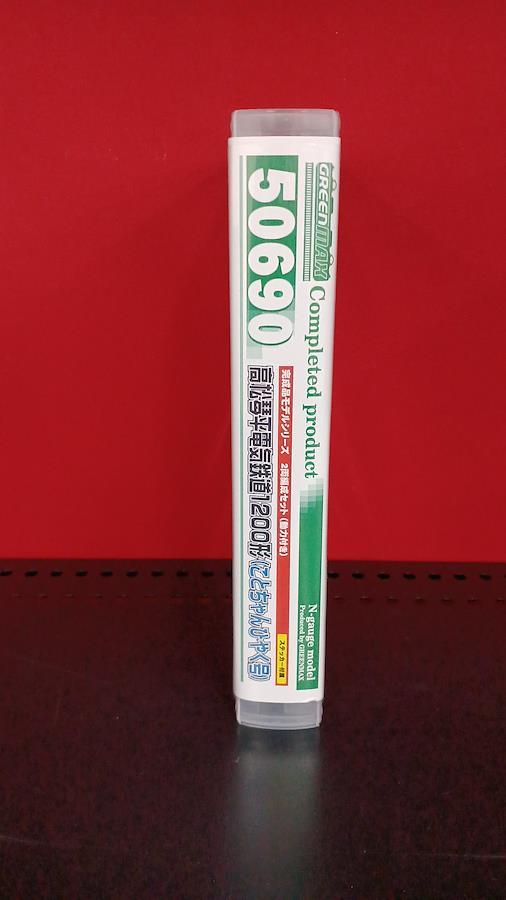 GREENMAX
Completed product
N-gauge model
Produced by GREENMAX
50690
完成品モデルシリーズ 2両編成セット(動力付き)
ステッカー付属
高松琴平電気鉄道1200形(ことちゃんひやく号)